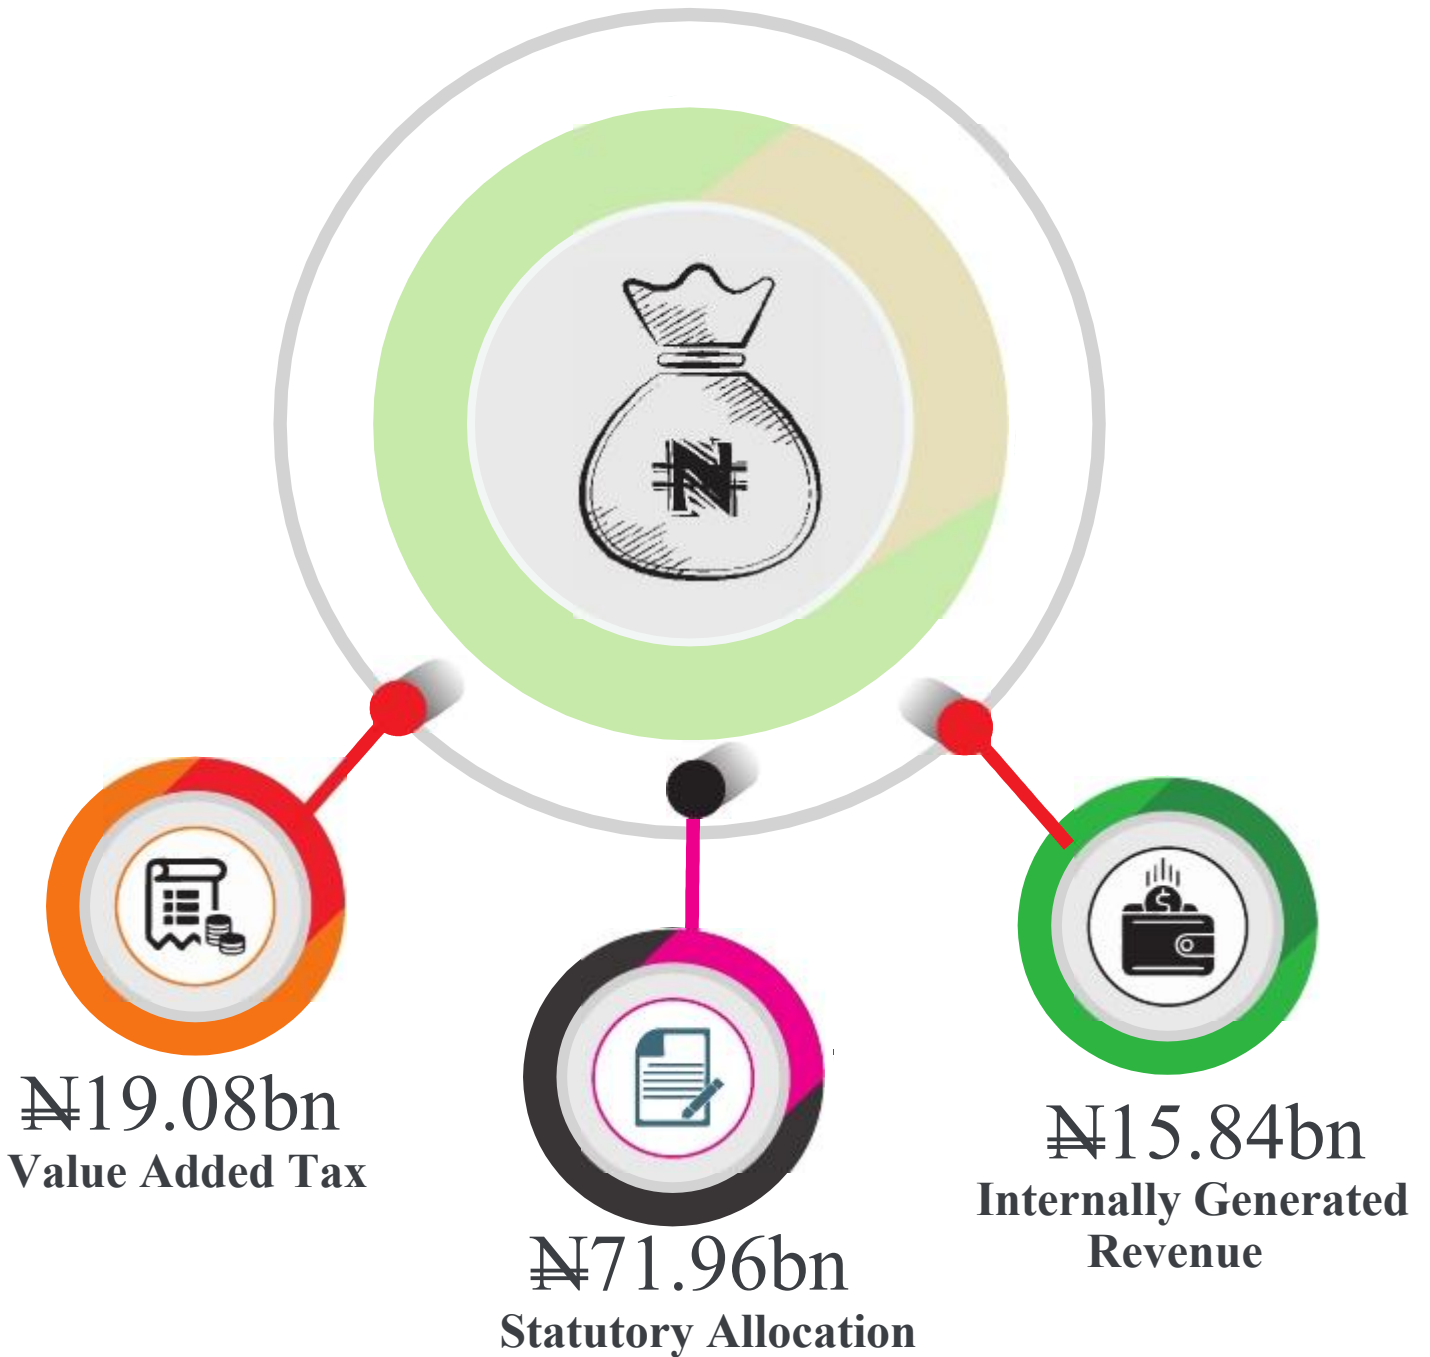 ₦
₦19.08bn
Value Added Tax
₦71.96bn
Statutory Allocation
₦15.84bn
Internally Generated
Revenue